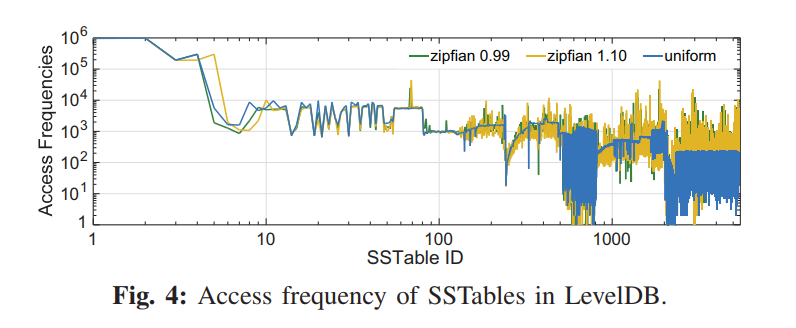 10^6
zipfian 0.99 zipfian 1.10 uniform
10^5
10^4
10^3
10^2
10^1
1
Access Frequencies
1 10 100 1000
SSTable ID
Fig. 4: Access frequency of SSTables in LevelDB.